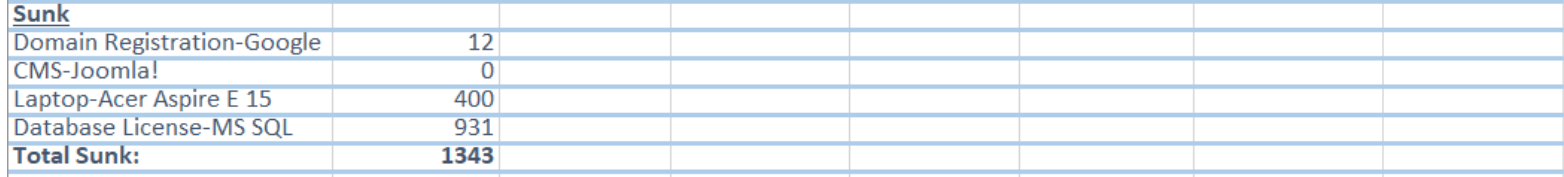 Sunk
Domain Registration-Google 12
CMS-Joomla! 0
Laptop-Acer Aspire E 15 400
Database License-MS SQL 931
Total Sunk: 1343